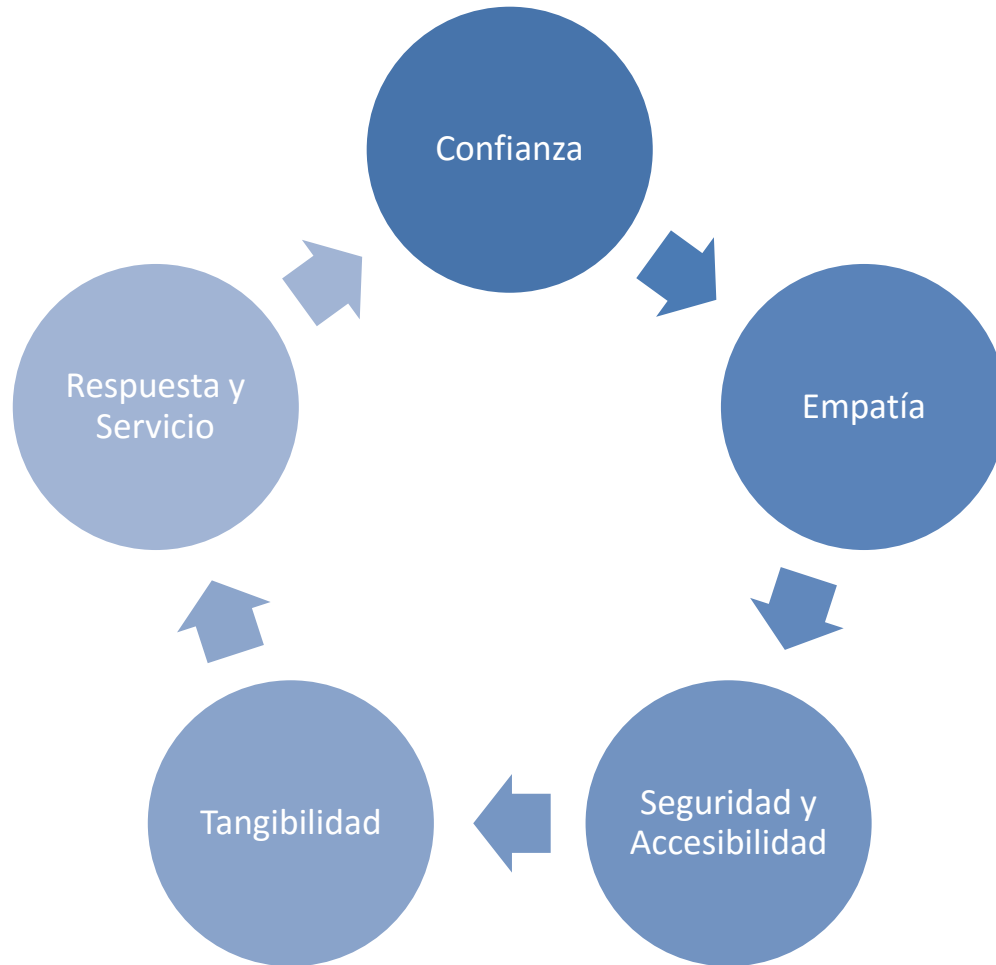 Confianza
Empatía
Seguridad y
Accesibilidad
Tangibilidad
Respuesta y
Servicio